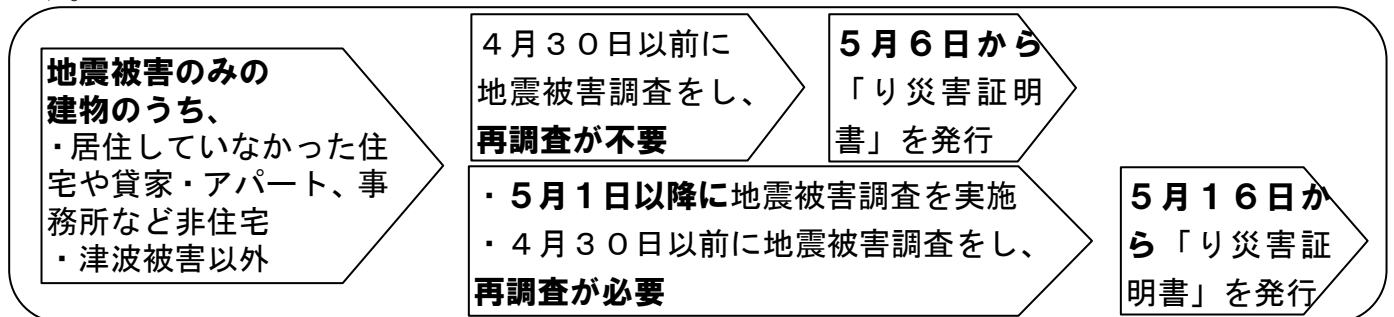 地震被害のみの
建物のうち、
・居住していなかった住
宅や貸家・アパート、事
務所など非住宅
・津波被害以外
４月３０日以前に
地震被害調査をし、
再調査が不要
５月６日から
「り災害証明
書」を発行
・５月１日以降に地震被害調査を実施
・４月３０日以前に地震被害調査をし、
再調査が必要
５月１６日か
ら「り災害証
明書」を発行